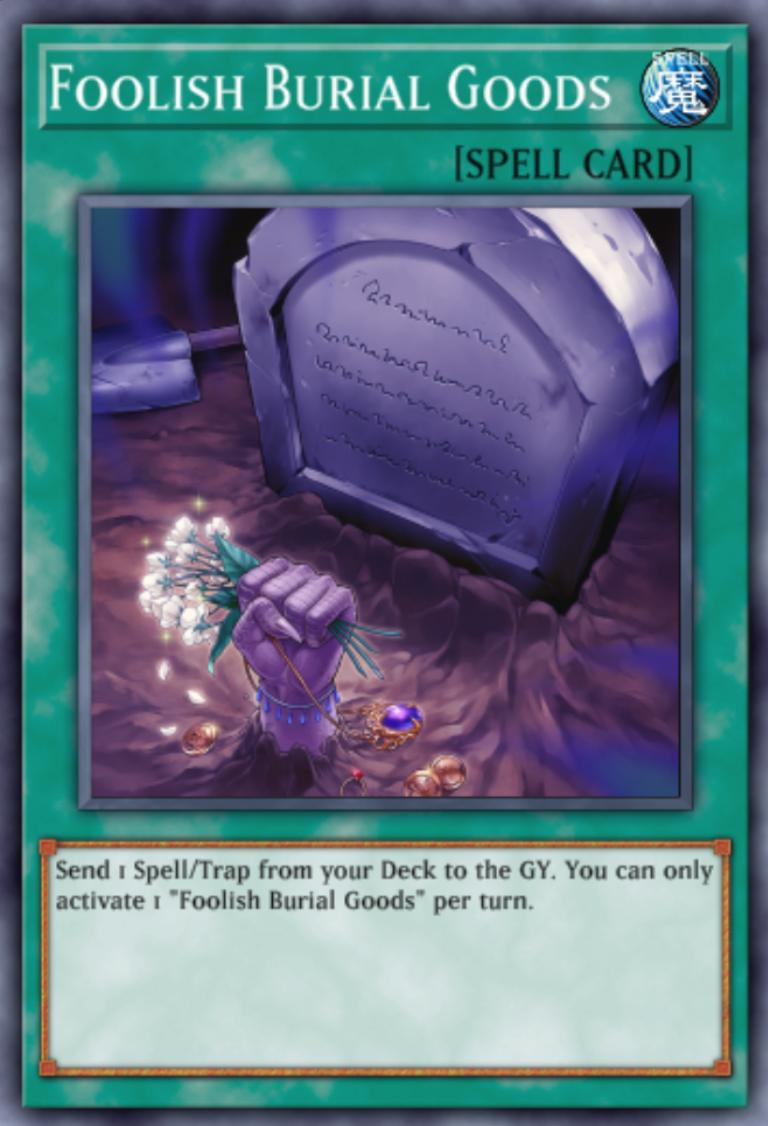 FOOLISH BURIAL GOODS
SPELL
魔
[SPELL CARD]
Send 1 Spell/Trap from your Deck to the GY. You can only
activate 1 "Foolish Burial Goods" per turn.